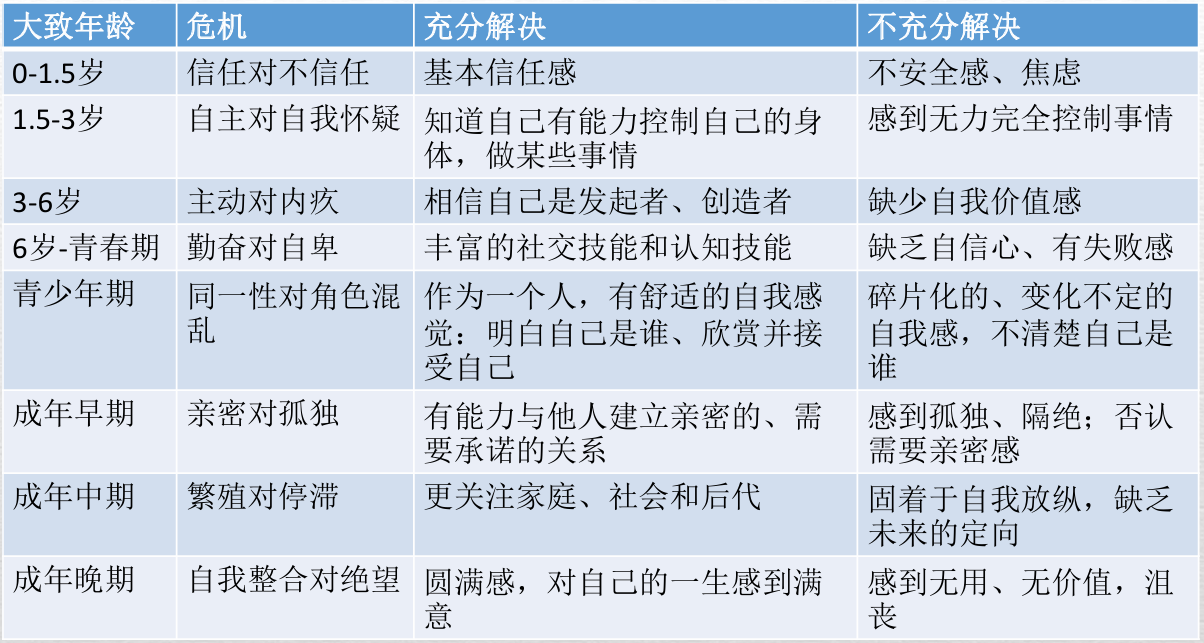 大致年龄 危机 充分解决 不充分解决
0-1.5岁 信任对不信任 基本信任感 不安全感、焦虑
1.5-3岁 自主对自我怀疑 知道自己有能力控制自己的身 感到无力完全控制事情
体，做某些事情
3-6岁 主动对内疚 相信自己是发起者、创造者 缺少自我价值感
6岁-青春期 勤奋对自卑 丰富的社交技能和认知技能 缺乏自信心、有失败感
青少年期 同一性对角色混 作为一个人，有舒适的自我感 碎片化的、变化不定的
乱 觉：明白自己是谁、欣赏并接 自我感，不清楚自己是
受自己 谁
成年早期 亲密对孤独 有能力与他人建立亲密的、需 感到孤独、隔绝；否认
要承诺的关系 需要亲密感
成年中期 繁殖对停滞 更关注家庭、社会和后代 固着于自我放纵，缺乏
未来的定向
成年晚期 自我整合对绝望 圆满感，对自己的一生感到满 感到无用、无价值，沮
意 丧